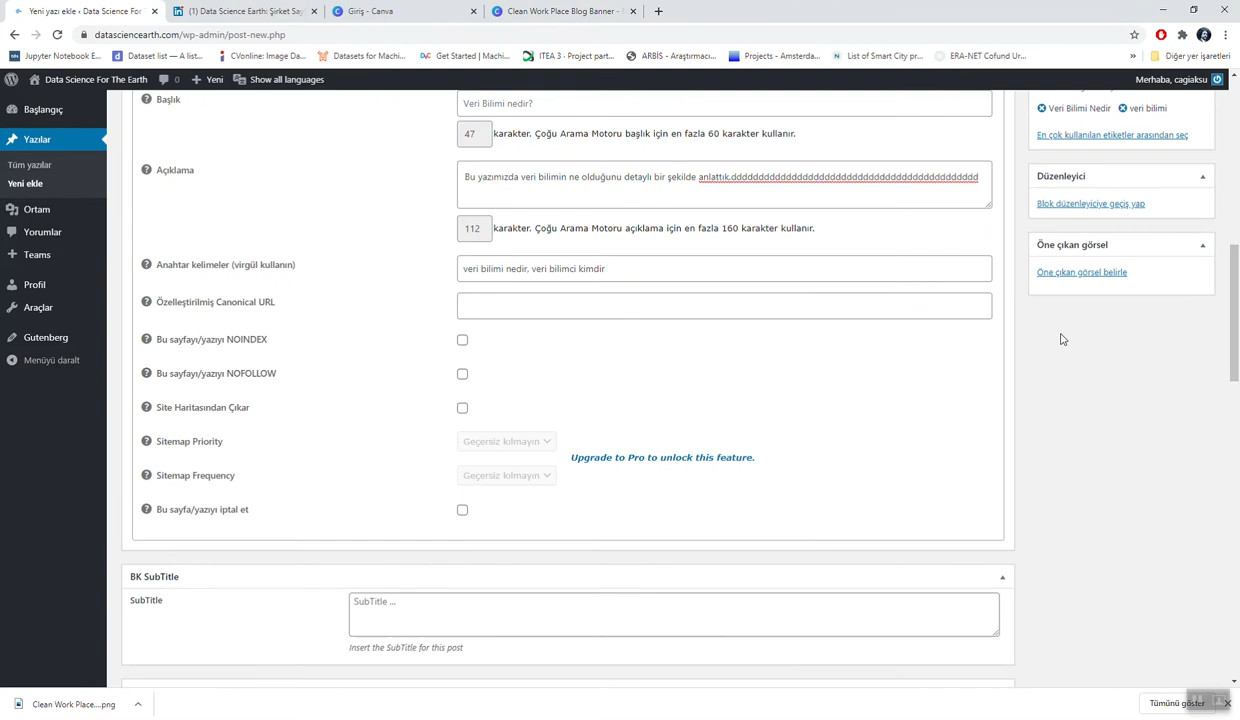 Yeni yazı ekle ‹ Data Science For T
(1) Data Science Earth: Şirket Say
Giriş - Canva
Clean Work Place Blog Banner -
datascienceearth.com/wp-admin/post-new.php
Jupyter Notebook E...
Dataset list — A list...
CVonline: Image Da...
Datasets for Machi...
Get Started | Machi...
ITEA 3 · Project part...
ARBİS - Araştırmacı...
Projects - Amsterda...
List of Smart City pr...
ERA-NET Cofund Ur...
»
Diğer yer işaretleri
Data Science For The Earth
0
Yeni
Show all languages
Merhaba, cagiaksu
Başlangıç
Yazılar
Tüm yazılar
Yeni ekle
Ortam
Yorumlar
Teams
Profil
Araçlar
Gutenberg
Menüyü daralt
Başlık
Veri Bilimi nedir?
47 karakter. Çoğu Arama Motoru başlık için en fazla 60 karakter kullanır.
Açıklama
Bu yazımızda veri bilimin ne olduğunu detaylı bir şekilde
112 karakter. Çoğu Arama Motoru açıklama için en fazla 160 karakter kullanır.
Anahtar kelimeler (virgül kullanın)
veri bilimi nedir, veri bilimci kimdir
Özelleştirilmiş Canonical URL
Bu sayfayı/yazıyı NOINDEX
Bu sayfayı/yazıyı NOFOLLOW
Site Haritasından Çıkar
Sitemap Priority
Geçersiz kılmayın
Upgrade to Pro to unlock this feature.
Sitemap Frequency
Geçersiz kılmayın
Bu sayfa/yazıyı iptal et
BK SubTitle
SubTitle
SubTitle ...
Insert the SubTitle for this post
Veri Bilimi Nedir
veri bilimi
En çok kullanılan etiketler arasından seç
Düzenleyici
Blok düzenleyiciye geçiş yap
Öne çıkan görsel
Öne çıkan görsel belirle
Clean Work Place....png
Tümünü göster